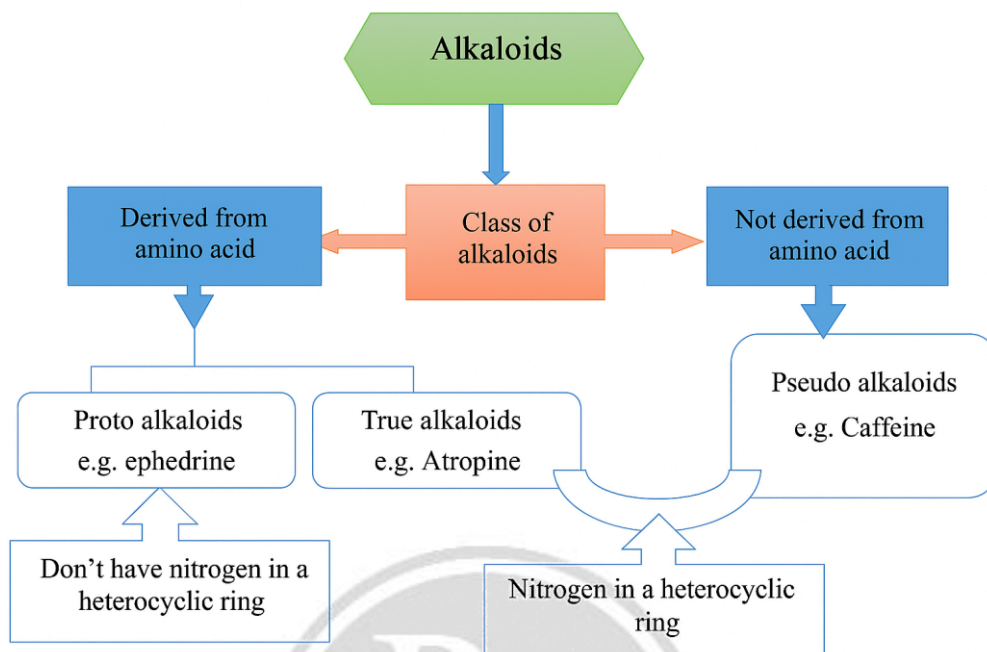 Alkaloids
Derived from
amino acid
Class of
alkaloids
Not derived from
amino acid
Proto alkaloids
e.g. ephedrine
True alkaloids
e.g. Atropine
Pseudo alkaloids
e.g. Caffeine
Don’t have nitrogen in a
heterocyclic ring
Nitrogen in a heterocyclic
ring